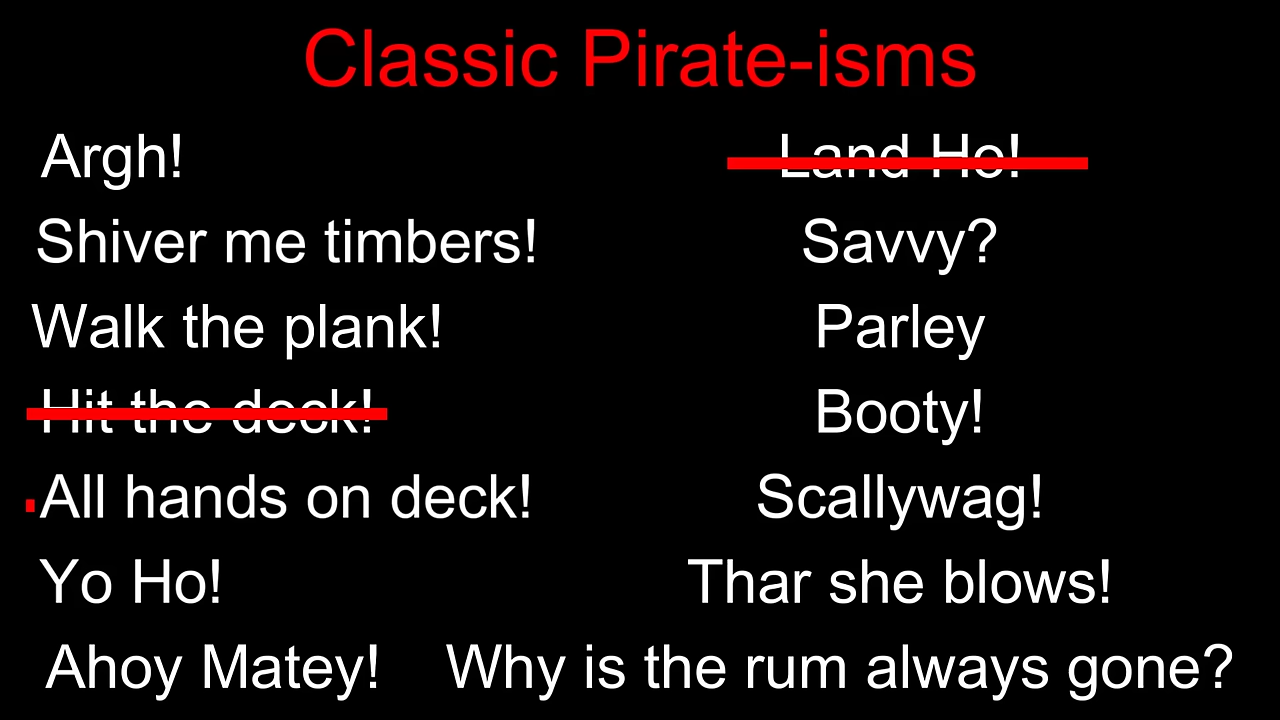 Classic Pirate-isms
Argh!
Shiver me timbers!
Walk the plank!
Hit the deck!
All hands on deck!
Yo Ho!
Ahoy Matey!
Land Ho!
Savvy?
Parley
Booty!
Scallywag!
Thar she blows!
Why is the rum always gone?